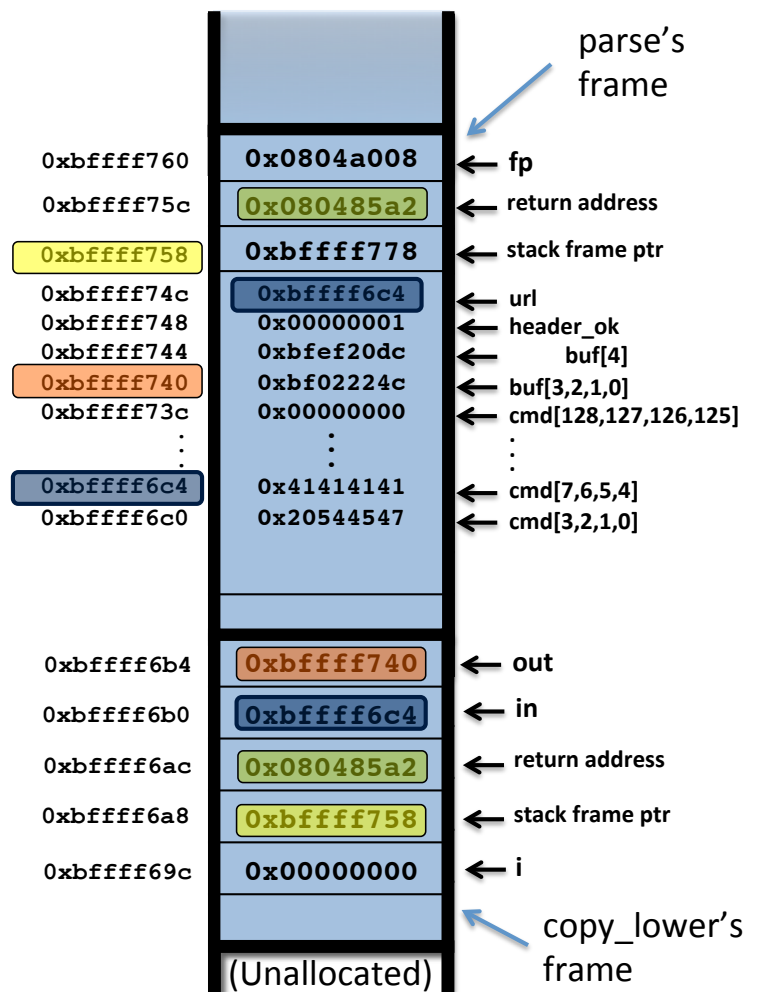 parse's
frame
0xbffff760 0x0804a008 fp
0xbffff75c 0x080485a2 return address
0xbffff758 0xbffff778 stack frame ptr
0xbffff74c 0xbffff6c4 url
0xbffff748 0x00000001 header_ok
0xbffff744 0xbfef20dc buf[4]
0xbffff740 0xbf02224c buf[3,2,1,0]
0xbffff73c 0x00000000 cmd[128,127,126,125]
⋮ ⋮ ⋮
0xbffff6c4 0x41414141 cmd[7,6,5,4]
0xbffff6c0 0x20544547 cmd[3,2,1,0]
0xbffff6b4 0xbffff740 out
0xbffff6b0 0xbffff6c4 in
0xbffff6ac 0x080485a2 return address
0xbffff6a8 0xbffff758 stack frame ptr
0xbffff69c 0x00000000 i
copy_lower's
frame
(Unallocated)